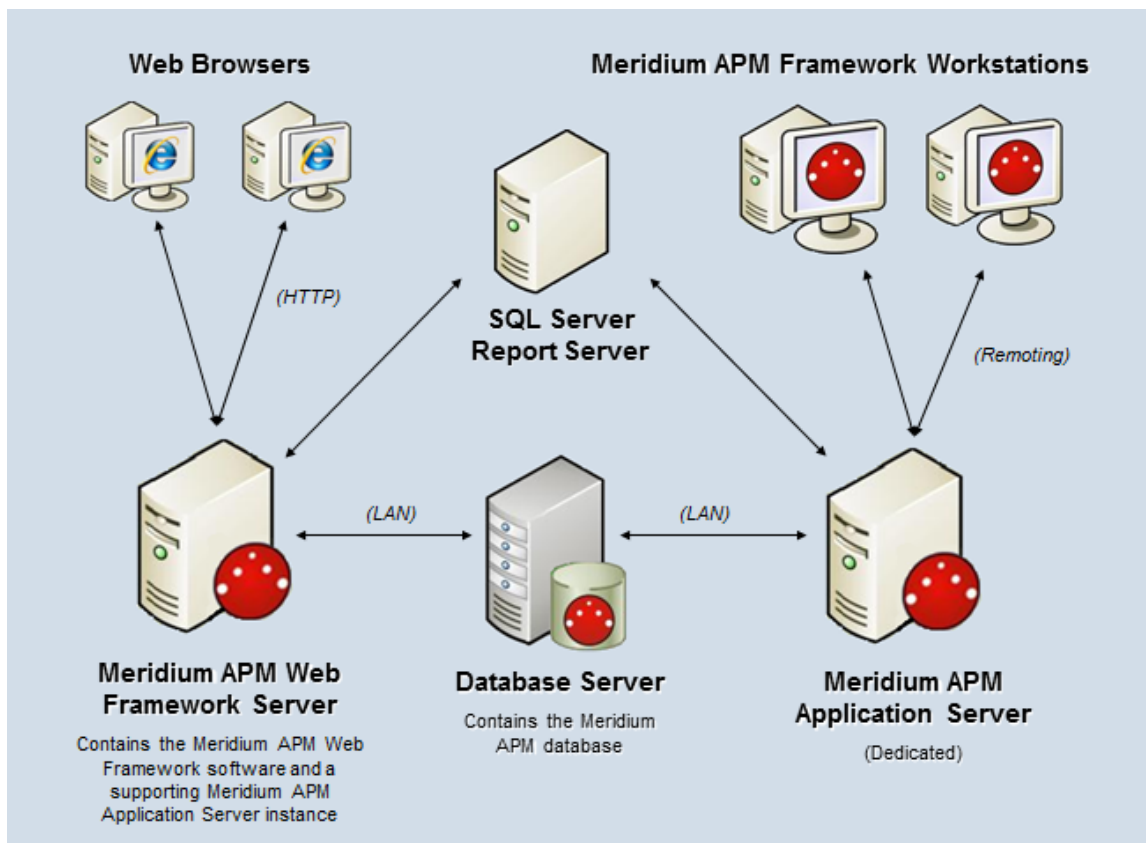 Web Browsers
Meridium APM Framework Workstations
(HTTP)
SQL Server
Report Server
(Remoting)
(LAN)
(LAN)
Meridium APM Web
Framework Server
Contains the Meridium APM Web
Framework software and a
supporting Meridium APM
Application Server instance
Database Server
Contains the Meridium
APM database
Meridium APM
Application Server
(Dedicated)